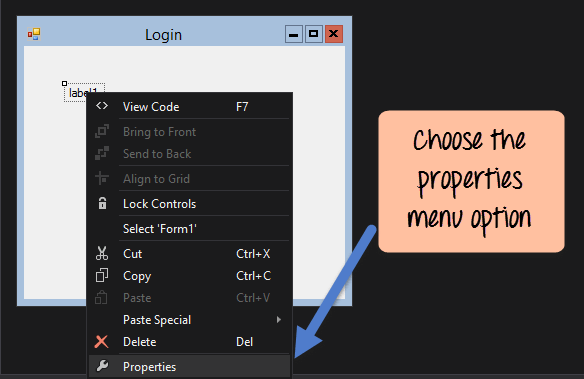 Login
label1
View Code F7
Bring to Front
Send to Back
Align to Grid
Lock Controls
Select 'Form1'
Cut Ctrl+X
Copy Ctrl+C
Paste Ctrl+V
Paste Special
Delete Del
Properties
Choose the
properties
menu option